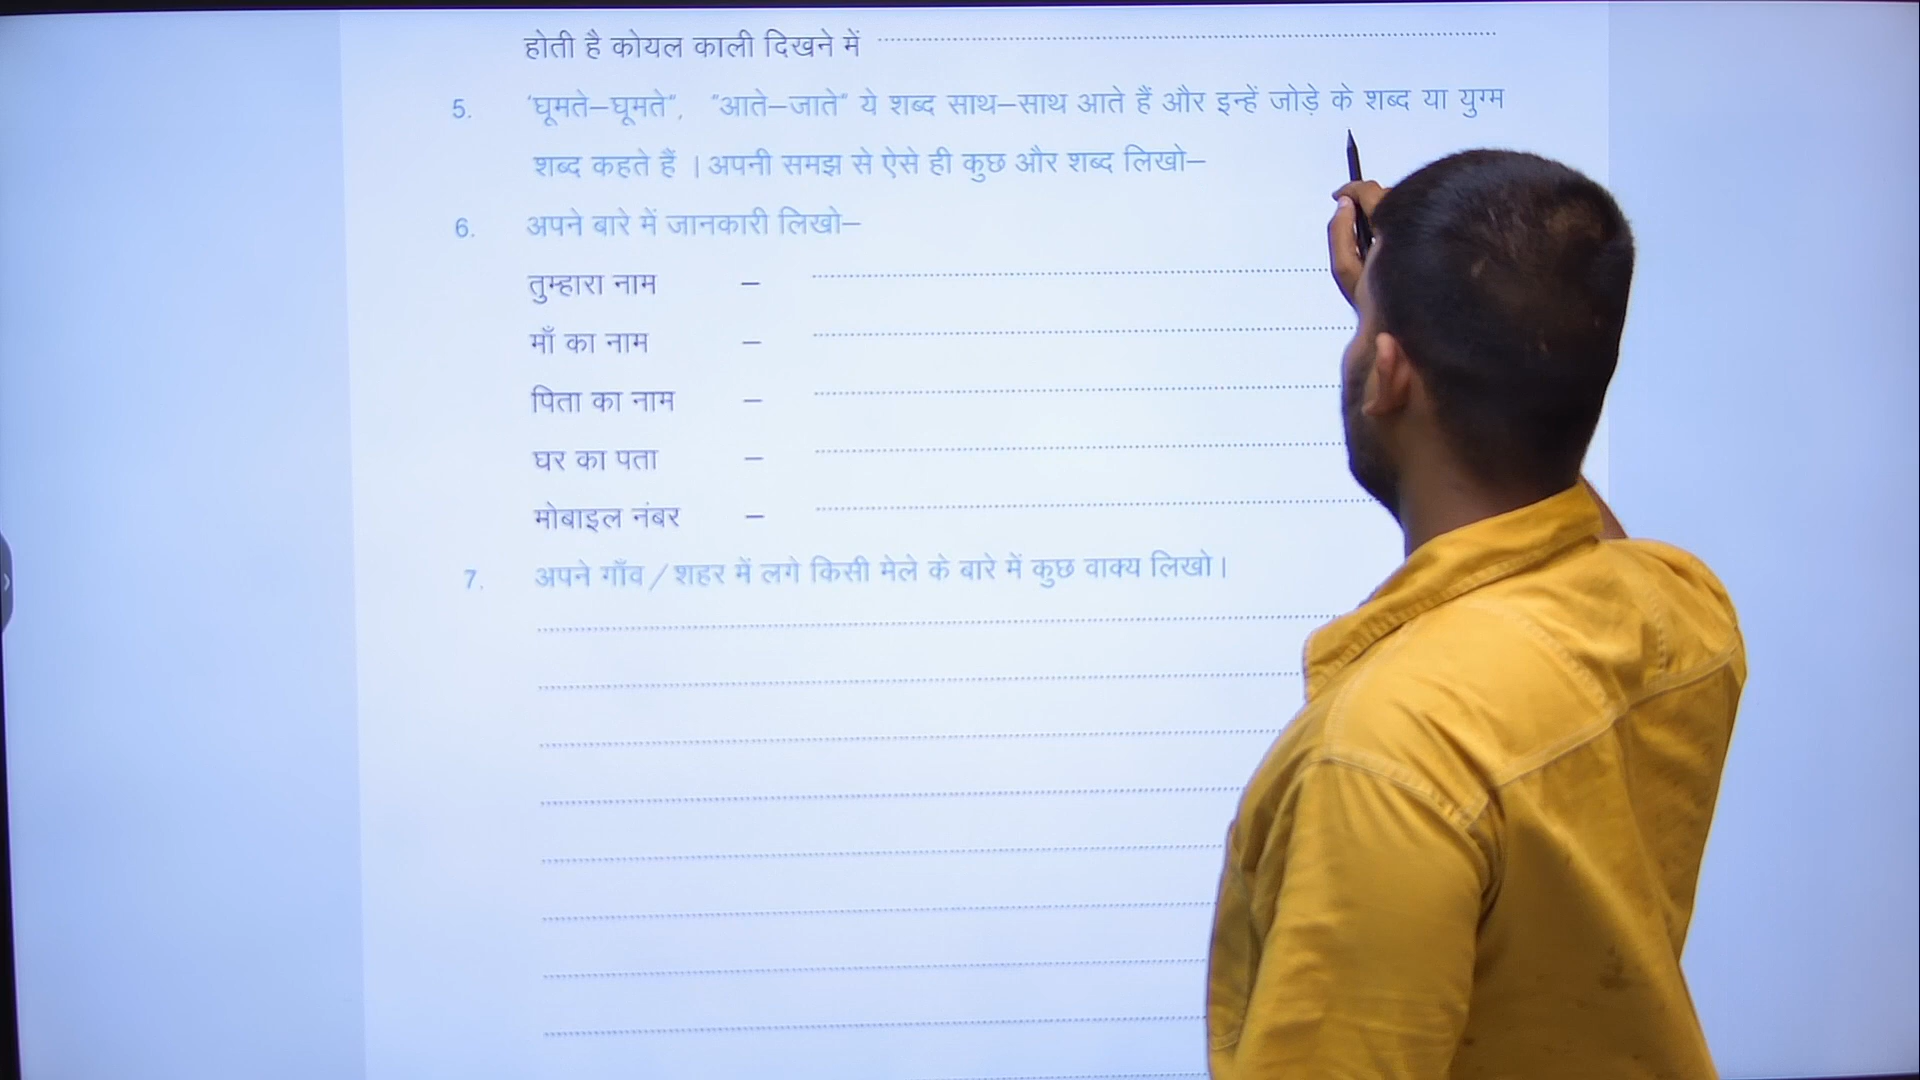 होती है कोयल काली दिखने में
5. ‘घूमते–घूमते”, “आते–जाते” ये शब्द साथ–साथ आते हैं और इन्हें जोड़े के शब्द या युग्म
शब्द कहते हैं । अपनी समझ से ऐसे ही कुछ और शब्द लिखो–
6. अपने बारे में जानकारी लिखो–
तुम्हारा नाम –
माँ का नाम –
पिता का नाम –
घर का पता –
मोबाइल नंबर –
7. अपने गाँव / शहर में लगे किसी मेले के बारे में कुछ वाक्य लिखो ।